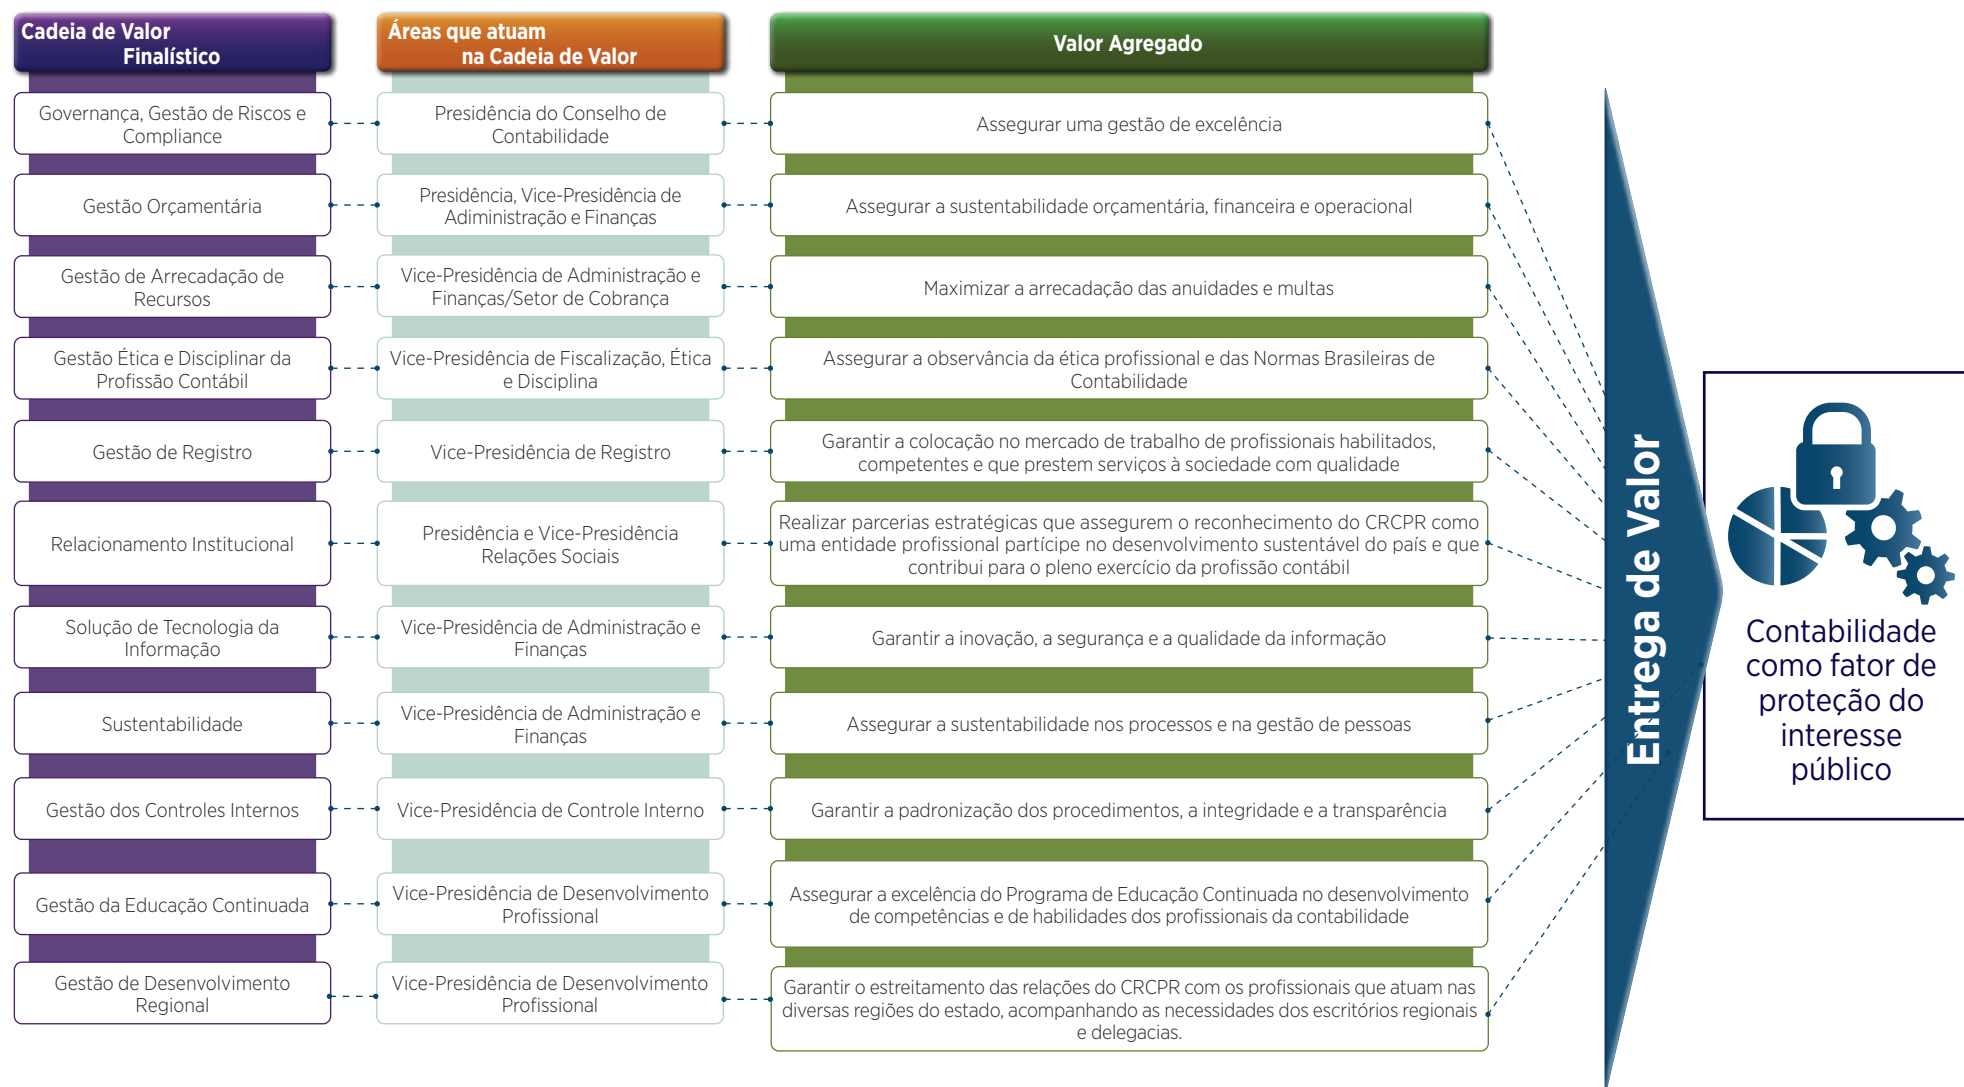 Cadeia de Valor
Finalístico
Áreas que atuam
na Cadeia de Valor
Valor Agregado
Governança, Gestão de Riscos e
Compliance
Presidência do Conselho de
Contabilidade
Assegurar uma gestão de excelência
Gestão Orçamentária
Presidência, Vice-Presidência de
Adiministração e Finanças
Assegurar a sustentabilidade orçamentária, financeira e operacional
Gestão de Arrecadação de
Recursos
Vice-Presidência de Administração e
Finanças/Setor de Cobrança
Maximizar a arrecadação das anuidades e multas
Gestão Ética e Disciplinar da
Profissão Contábil
Vice-Presidência de Fiscalização, Ética
e Disciplina
Assegurar a observância da ética profissional e das Normas Brasileiras de
Contabilidade
Gestão de Registro
Vice-Presidência de Registro
Garantir a colocação no mercado de trabalho de profissionais habilitados,
competentes e que prestem serviços à sociedade com qualidade
Relacionamento Institucional
Presidência e Vice-Presidência
Relações Sociais
Realizar parcerias estratégicas que assegurem o reconhecimento do CRCPR como
uma entidade profissional partícipe no desenvolvimento sustentável do país e que
contribui para o pleno exercício da profissão contábil
Solução de Tecnologia da
Informação
Vice-Presidência de Administração e
Finanças
Garantir a inovação, a segurança e a qualidade da informação
Sustentabilidade
Vice-Presidência de Administração e
Finanças
Assegurar a sustentabilidade nos processos e na gestão de pessoas
Gestão dos Controles Internos
Vice-Presidência de Controle Interno
Garantir a padronização dos procedimentos, a integridade e a transparência
Gestão da Educação Continuada
Vice-Presidência de Desenvolvimento
Profissional
Assegurar a excelência do Programa de Educação Continuada no desenvolvimento
de competências e de habilidades dos profissionais da contabilidade
Gestão de Desenvolvimento
Regional
Vice-Presidência de Desenvolvimento
Profissional
Garantir o estreitamento das relações do CRCPR com os profissionais que atuam nas
diversas regiões do estado, acompanhando as necessidades dos escritórios regionais
e delegacias.
Entrega de Valor
Contabilidade
como fator de
proteção do
interesse
público